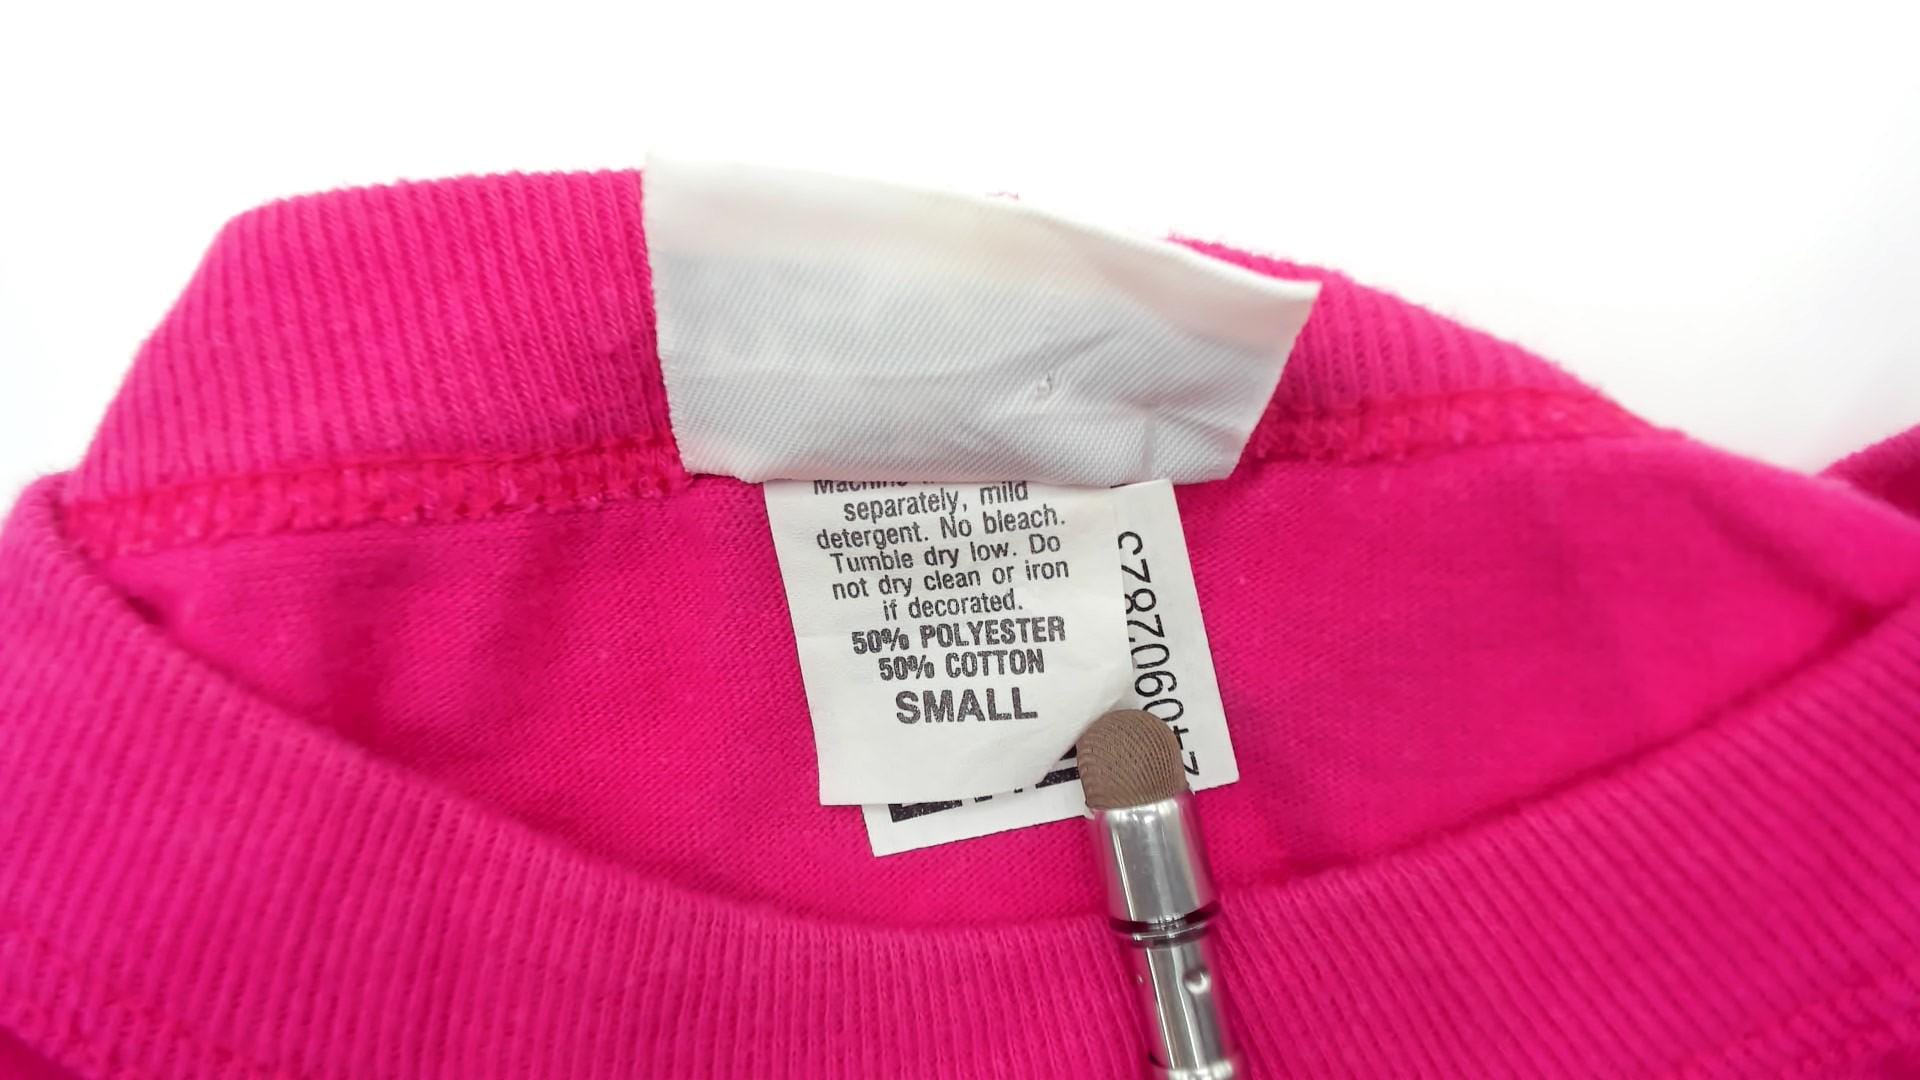 Machine
separately, mild
detergent. No bleach.
Tumble dry low. Do
not dry clean or iron
if decorated.
50% POLYESTER
50% COTTON
SMALL